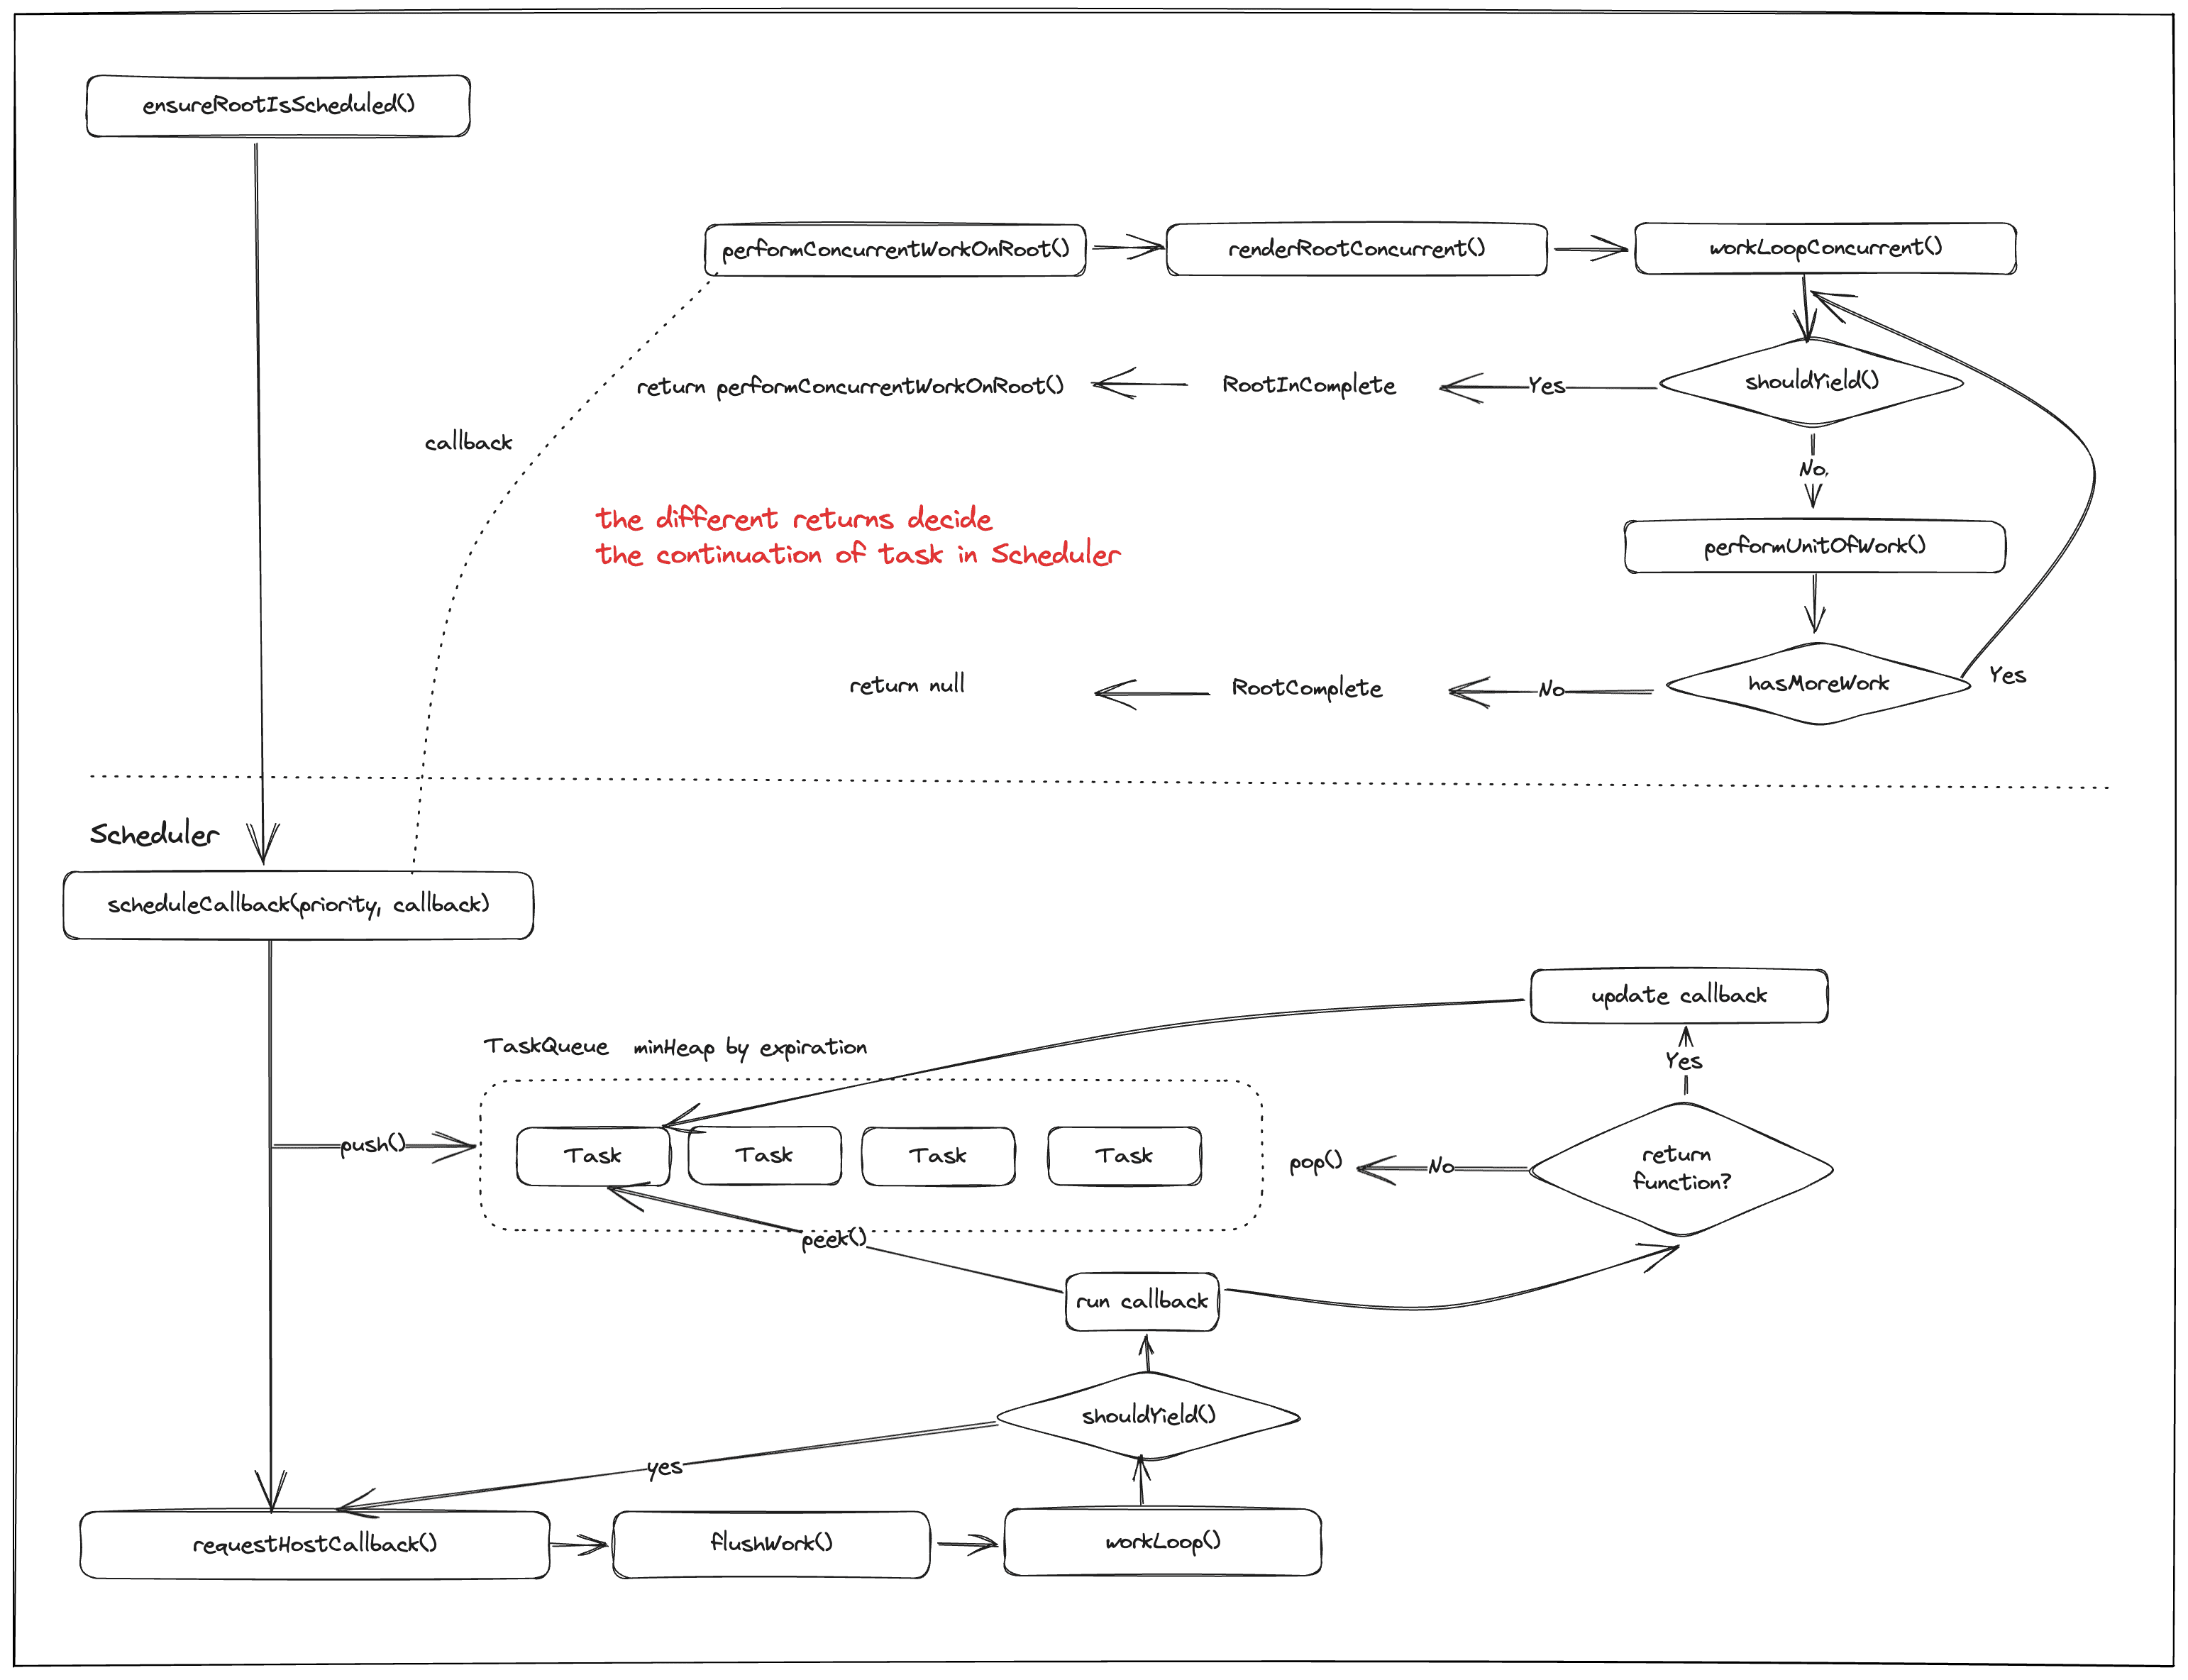 ensureRootIsScheduled()
performConcurrentWorkOnRoot()
renderRootConcurrent()
workLoopConcurrent()
return performConcurrentWorkOnRoot()
RootInComplete
Yes
shouldYield()
callback
No,
the different returns decide
the continuation of task in Scheduler
performUnitOfWork()
return null
RootComplete
No
hasMoreWork
Yes
Scheduler
scheduleCallback(priority, callback)
update callback
TaskQueue minHeap by expiration
Yes
push()
Task
Task
Task
Task
pop()
No
return
function?
peek()
run callback
shouldYield()
yes
requestHostCallback()
flushWork()
workLoop()